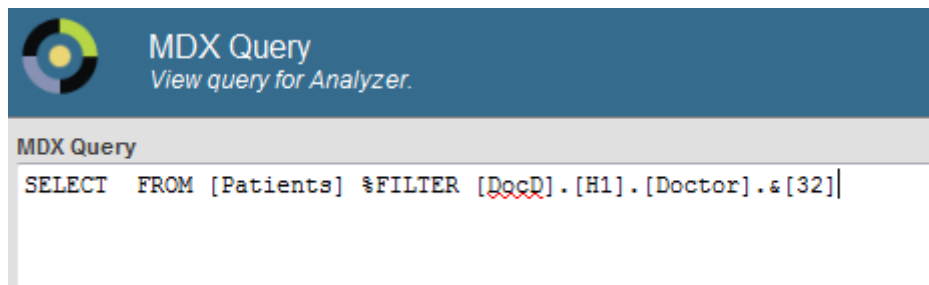 MDX Query
View query for Analyzer.
MDX Query
SELECT  FROM [Patients] %FILTER [DocD].[H1].[Doctor].&[32]